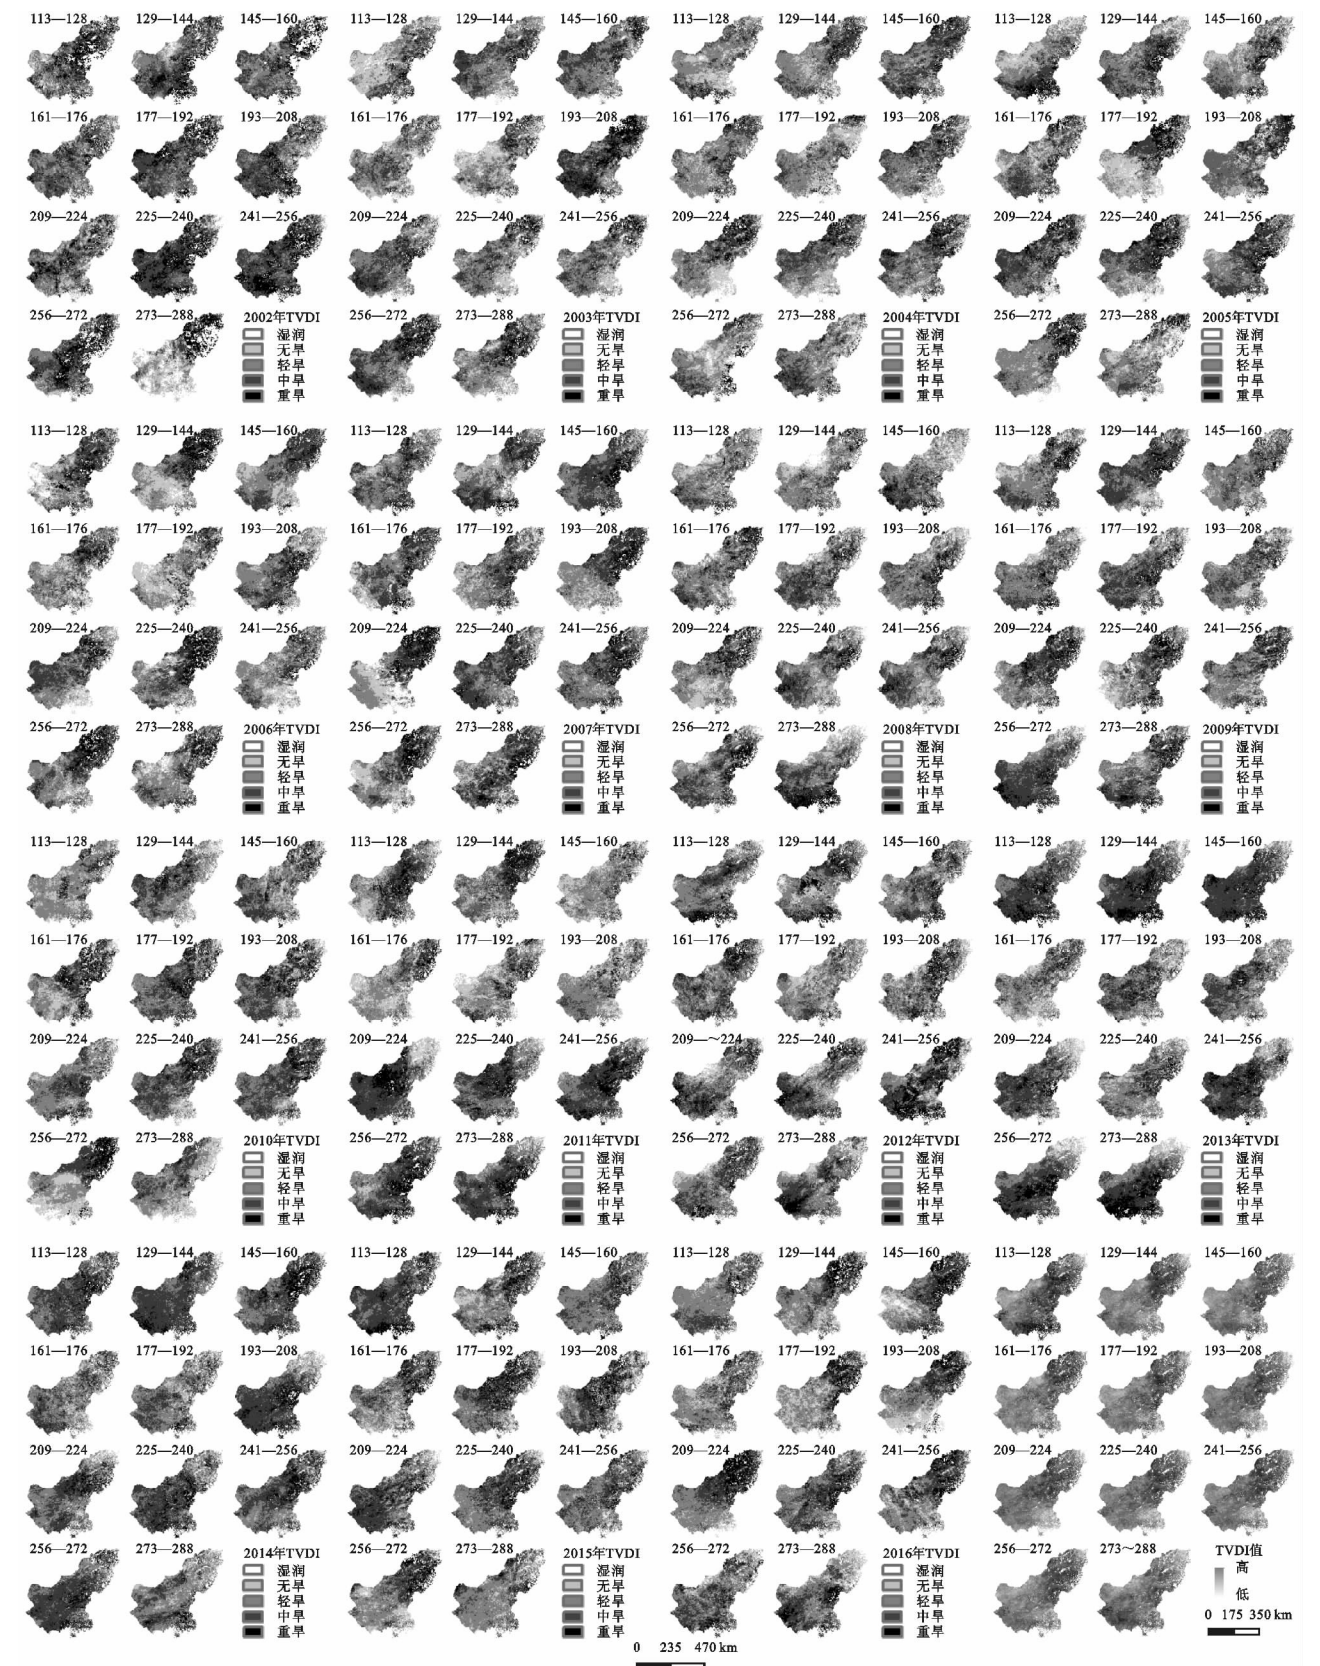 113—128 129—144 145—160 113—128 129—144 145—160 113—128 129—144 145—160 113—128 129—144 145—160
161—176 177—192 193—208 161—176 177—192 193—208 161—176 177—192 193—208 161—176 177—192 193—208
209—224 225—240 241—256 209—224 225—240 241—256 209—224 225—240 241—256 209—224 225—240 241—256
256—272 273—288 2002年TVDI 256—272 273—288 2003年TVDI 256—272 273—288 2004年TVDI 256—272 273—288 2005年TVDI
湿润 湿润 湿润 湿润
无旱 无旱 无旱 无旱
轻旱 轻旱 轻旱 轻旱
中旱 中旱 中旱 中旱
重旱 重旱 重旱 重旱
113—128 129—144 145—160 113—128 129—144 145—160 113—128 129—144 145—160 113—128 129—144 145—160
161—176 177—192 193—208 161—176 177—192 193—208 161—176 177—192 193—208 161—176 177—192 193—208
209—224 225—240 241—256 209—224 225—240 241—256 209—224 225—240 241—256 209—224 225—240 241—256
256—272 273—288 2006年TVDI 256—272 273—288 2007年TVDI 256—272 273—288 2008年TVDI 256—272 273—288 2009年TVDI
湿润 湿润 湿润 湿润
无旱 无旱 无旱 无旱
轻旱 轻旱 轻旱 轻旱
中旱 中旱 中旱 中旱
重旱 重旱 重旱 重旱
113—128 129—144 145—160 113—128 129—144 145—160 113—128 129—144 145—160 113—128 129—144 145—160
161—176 177—192 193—208 161—176 177—192 193—208 161—176 177—192 193—208 161—176 177—192 193—208
209—224 225—240 241—256 209—224 225—240 241—256 209—～224 225—240 241—256 209—224 225—240 241—256
256—272 273—288 2010年TVDI 256—272 273—288 2011年TVDI 256—272 273—288 2012年TVDI 256—272 273—288 2013年TVDI
湿润 湿润 湿润 湿润
无旱 无旱 无旱 无旱
轻旱 轻旱 轻旱 轻旱
中旱 中旱 中旱 中旱
重旱 重旱 重旱 重旱
113—128 129—144 145—160 113—128 129—144 145—160 113—128 129—144 145—160 113—128 129—144 145—160
161—176 177—192 193—208 161—176 177—192 193—208 161—176 177—192 193—208 161—176 177—192 193—208
209—224 225—240 241—256 209—224 225—240 241—256 209—224 225—240 241—256 209—224 225—240 241—256
256—272 273—288 2014年TVDI 256—272 273—288 2015年TVDI 256—272 273—288 2016年TVDI 256—272 273～288 TVDI值
湿润 湿润 湿润 高
无旱 无旱 无旱 低
轻旱 轻旱 轻旱
中旱 中旱 中旱 0 175 350 km
重旱 重旱 重旱
0 235 470 km